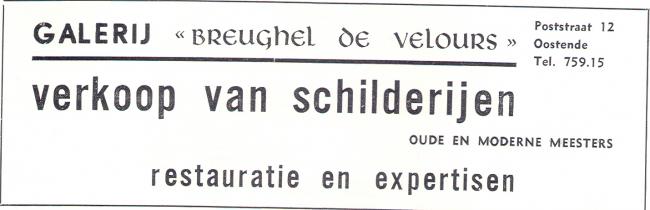 GALERIJ « BREUGHEL DE VELOURS »
Poststraat 12
Oostende
Tel. 759.15
verkoop van schilderijen
OUDE EN MODERNE MEESTERS
restauratie en expertisen